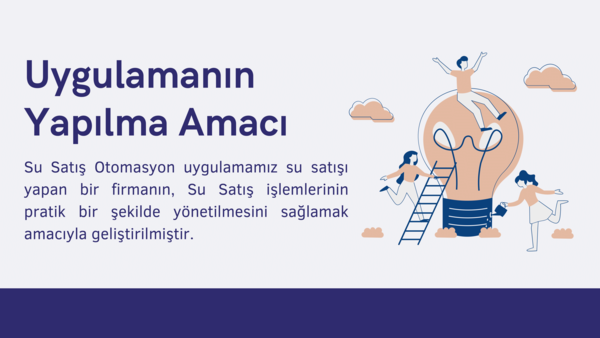 Uygulamanın
Yapılma Amacı
Su Satış Otomasyon uygulamamız su satışı
yapan bir firmanın, Su Satış işlemlerinin
pratik bir şekilde yönetilmesini sağlamak
amacıyla geliştirilmiştir.